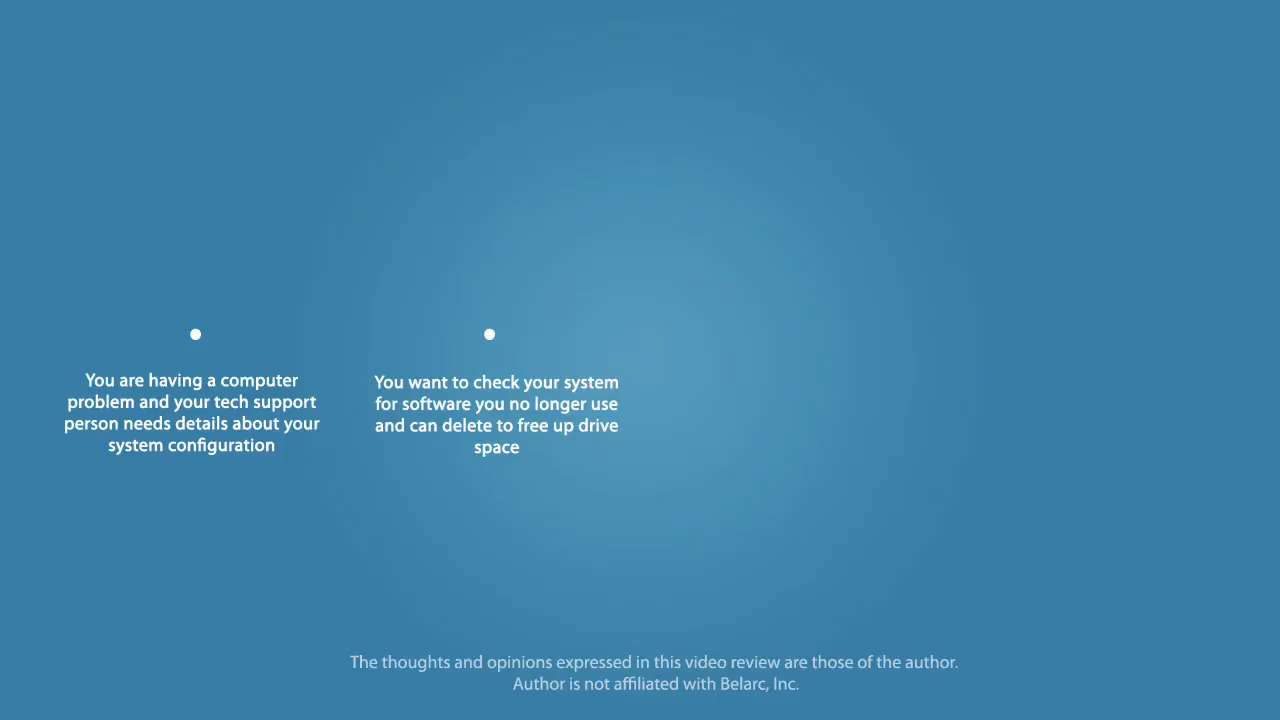 You are having a computer
problem and your tech support
person needs details about your
system configuration
You want to check your system
for software you no longer use
and can delete to free up drive
space
The thoughts and opinions expressed in this video review are those of the author.
Author is not affiliated with Belarc, Inc.